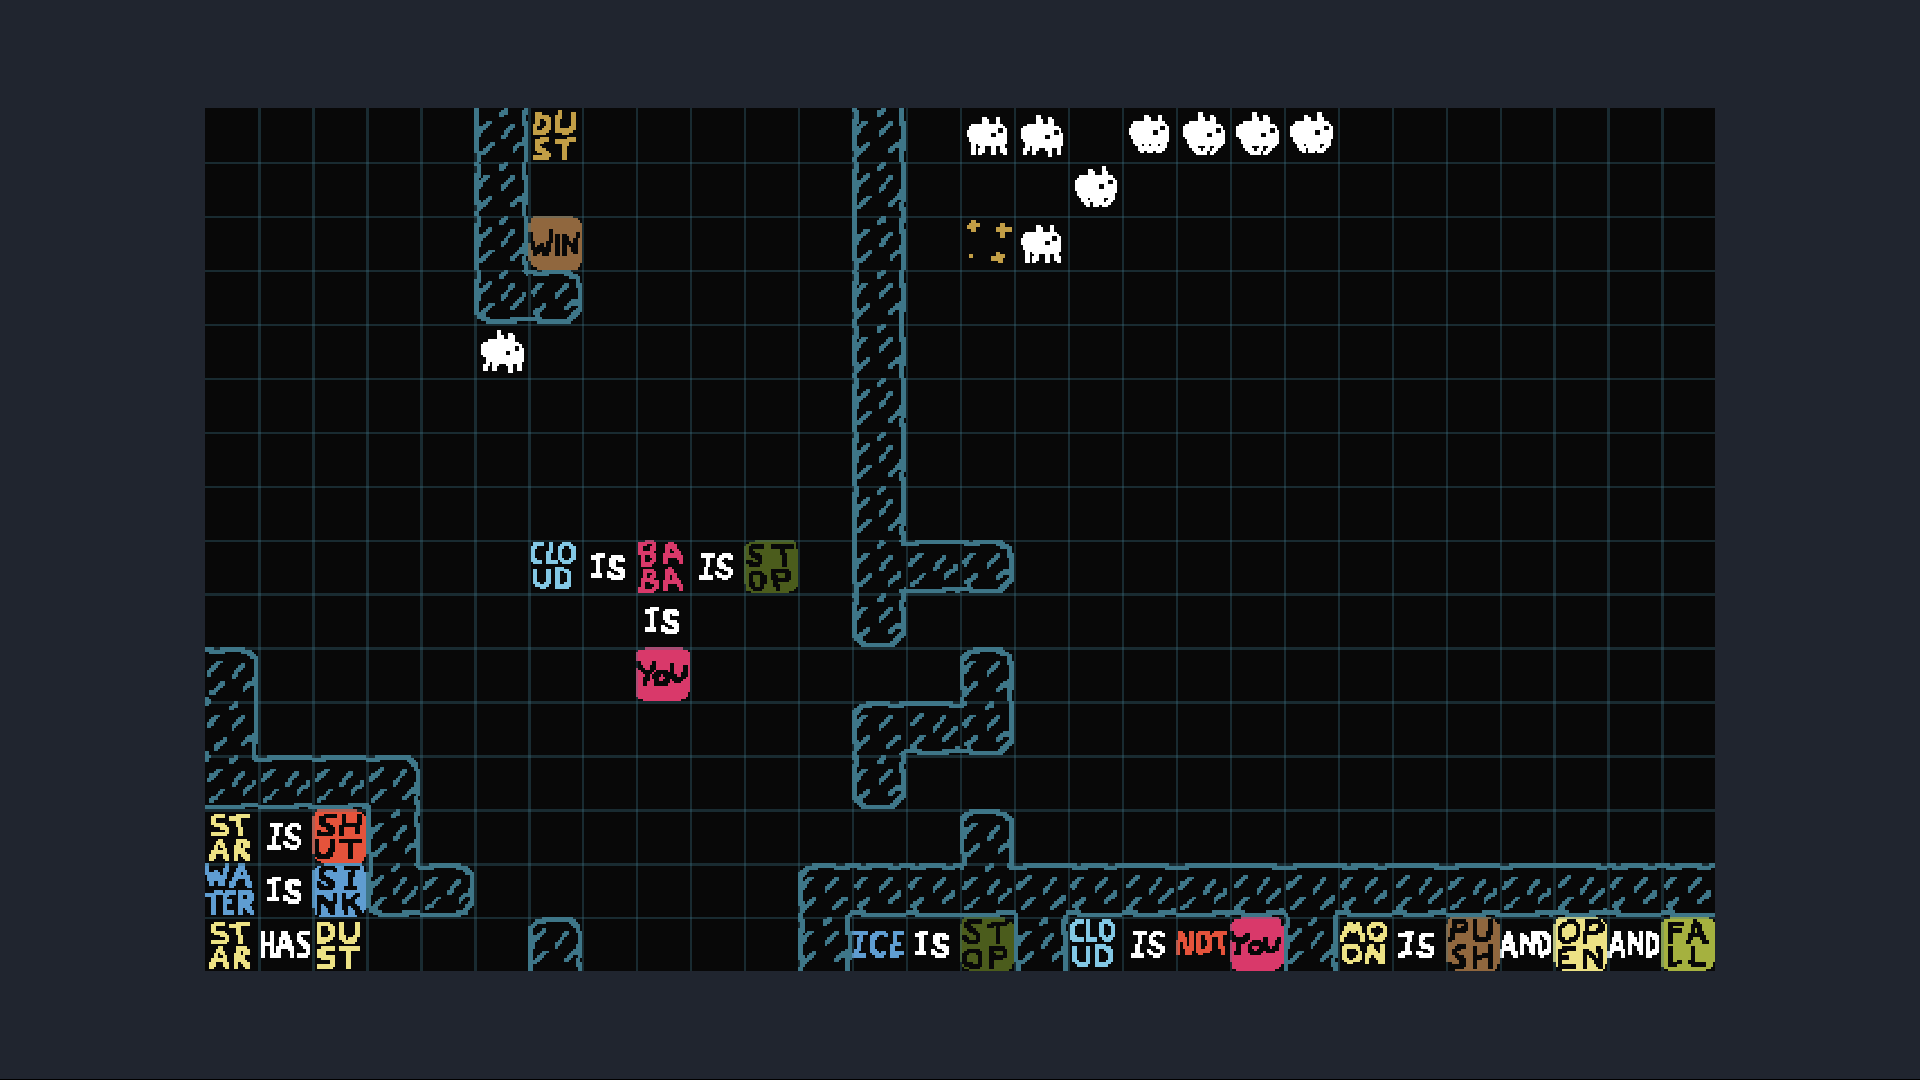 DUST
WIN
CLOUD IS BABA IS STOP
IS
YOU
STAR IS SHUT
WATER IS SINK
STAR HAS DUST
ICE IS STOP
CLOUD IS NOT YOU
MOON IS PUSH AND OPEN AND FALL